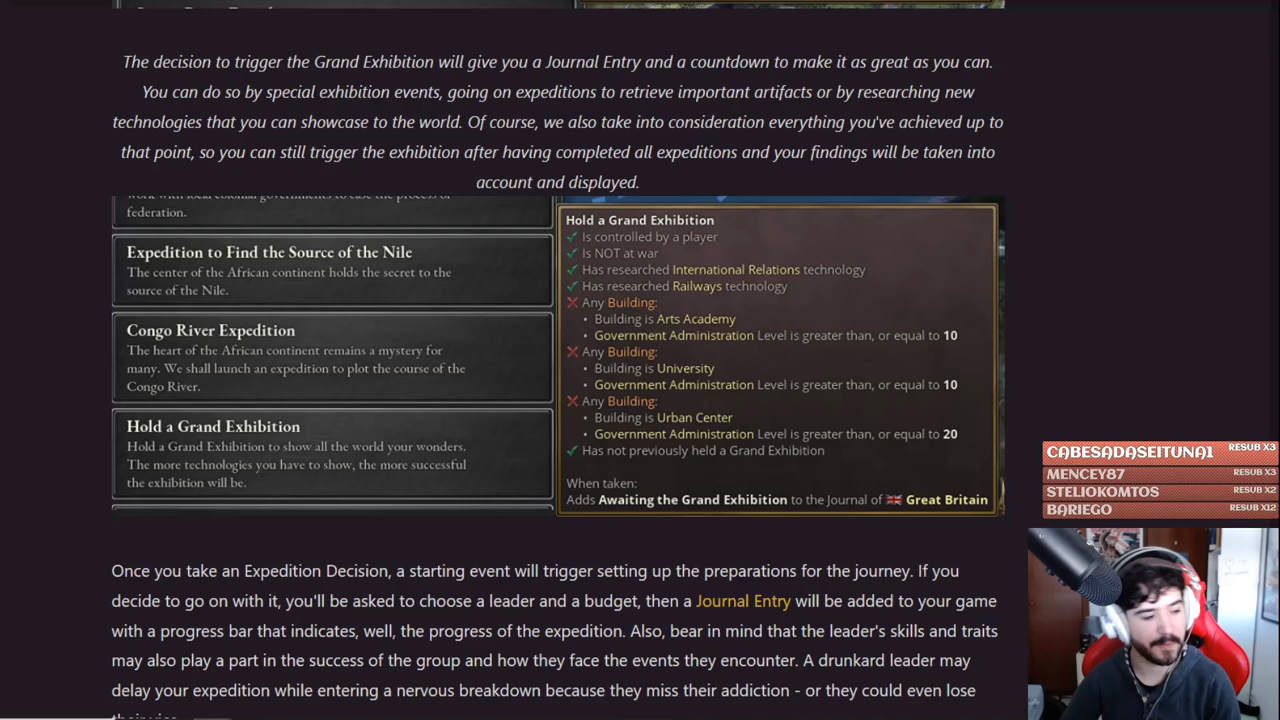 The decision to trigger the Grand Exhibition will give you a Journal Entry and a countdown to make it as great as you can.
You can do so by special exhibition events, going on expeditions to retrieve important artifacts or by researching new
technologies that you can showcase to the world. Of course, we also take into consideration everything you've achieved up to
that point, so you can still trigger the exhibition after having completed all expeditions and your findings will be taken into
account and displayed.
work with local colonial governments to ease the process of
federation.
Expedition to Find the Source of the Nile
The center of the African continent holds the secret to the
source of the Nile.
Congo River Expedition
The heart of the African continent remains a mystery for
many. We shall launch an expedition to plot the course of the
Congo River.
Hold a Grand Exhibition
Hold a Grand Exhibition to show all the world your wonders.
The more technologies you have to show, the more successful
the exhibition will be.
Hold a Grand Exhibition
Is controlled by a player
Is NOT at war
Has researched International Relations technology
Has researched Railways technology
Any Building:
• Building is Arts Academy
• Government Administration Level is greater than, or equal to 10
Any Building:
• Building is University
• Government Administration Level is greater than, or equal to 10
Any Building:
• Building is Urban Center
• Government Administration Level is greater than, or equal to 20
Has not previously held a Grand Exhibition
When taken:
Adds Awaiting the Grand Exhibition to the Journal of Great Britain
CABESADASEITUNA1 RESUB X3
MENCEY87 RESUB X3
STELIOKOMTOS RESUB X2
BARIEGO RESUB X12
Once you take an Expedition Decision, a starting event will trigger setting up the preparations for the journey. If you
decide to go on with it, you'll be asked to choose a leader and a budget, then a Journal Entry will be added to your game
with a progress bar that indicates, well, the progress of the expedition. Also, bear in mind that the leader's skills and traits
may also play a part in the success of the group and how they face the events they encounter. A drunkard leader may
delay your expedition while entering a nervous breakdown because they miss their addiction - or they could even lose